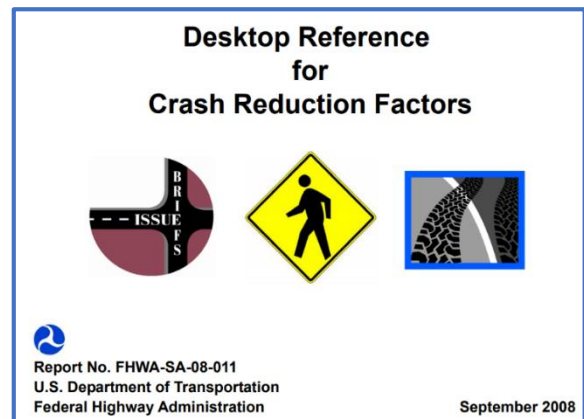 Desktop Reference
for
Crash Reduction Factors
ISSUE
BRIEFS
Report No. FHWA-SA-08-011
U.S. Department of Transportation
Federal Highway Administration
September 2008